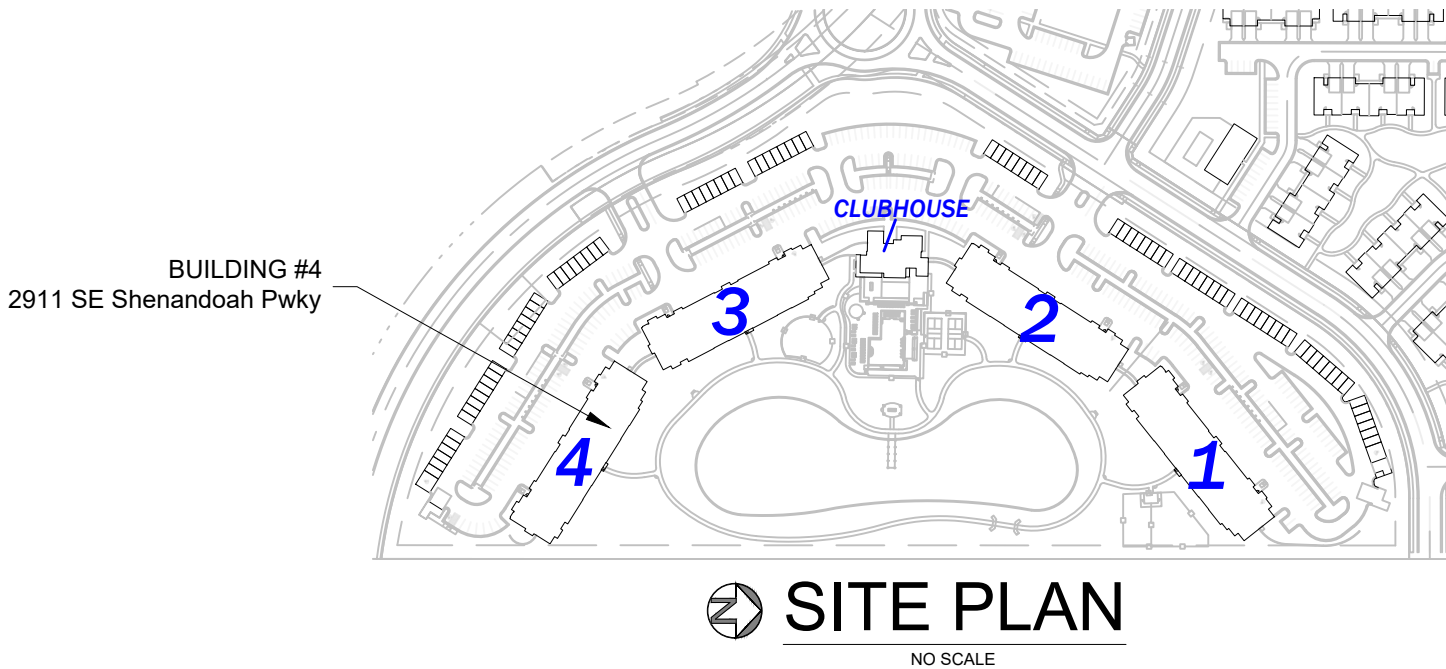 CLUBHOUSE
BUILDING #4
2911 SE Shenandoah Pwky
3
2
4
1
N
SITE PLAN
NO SCALE